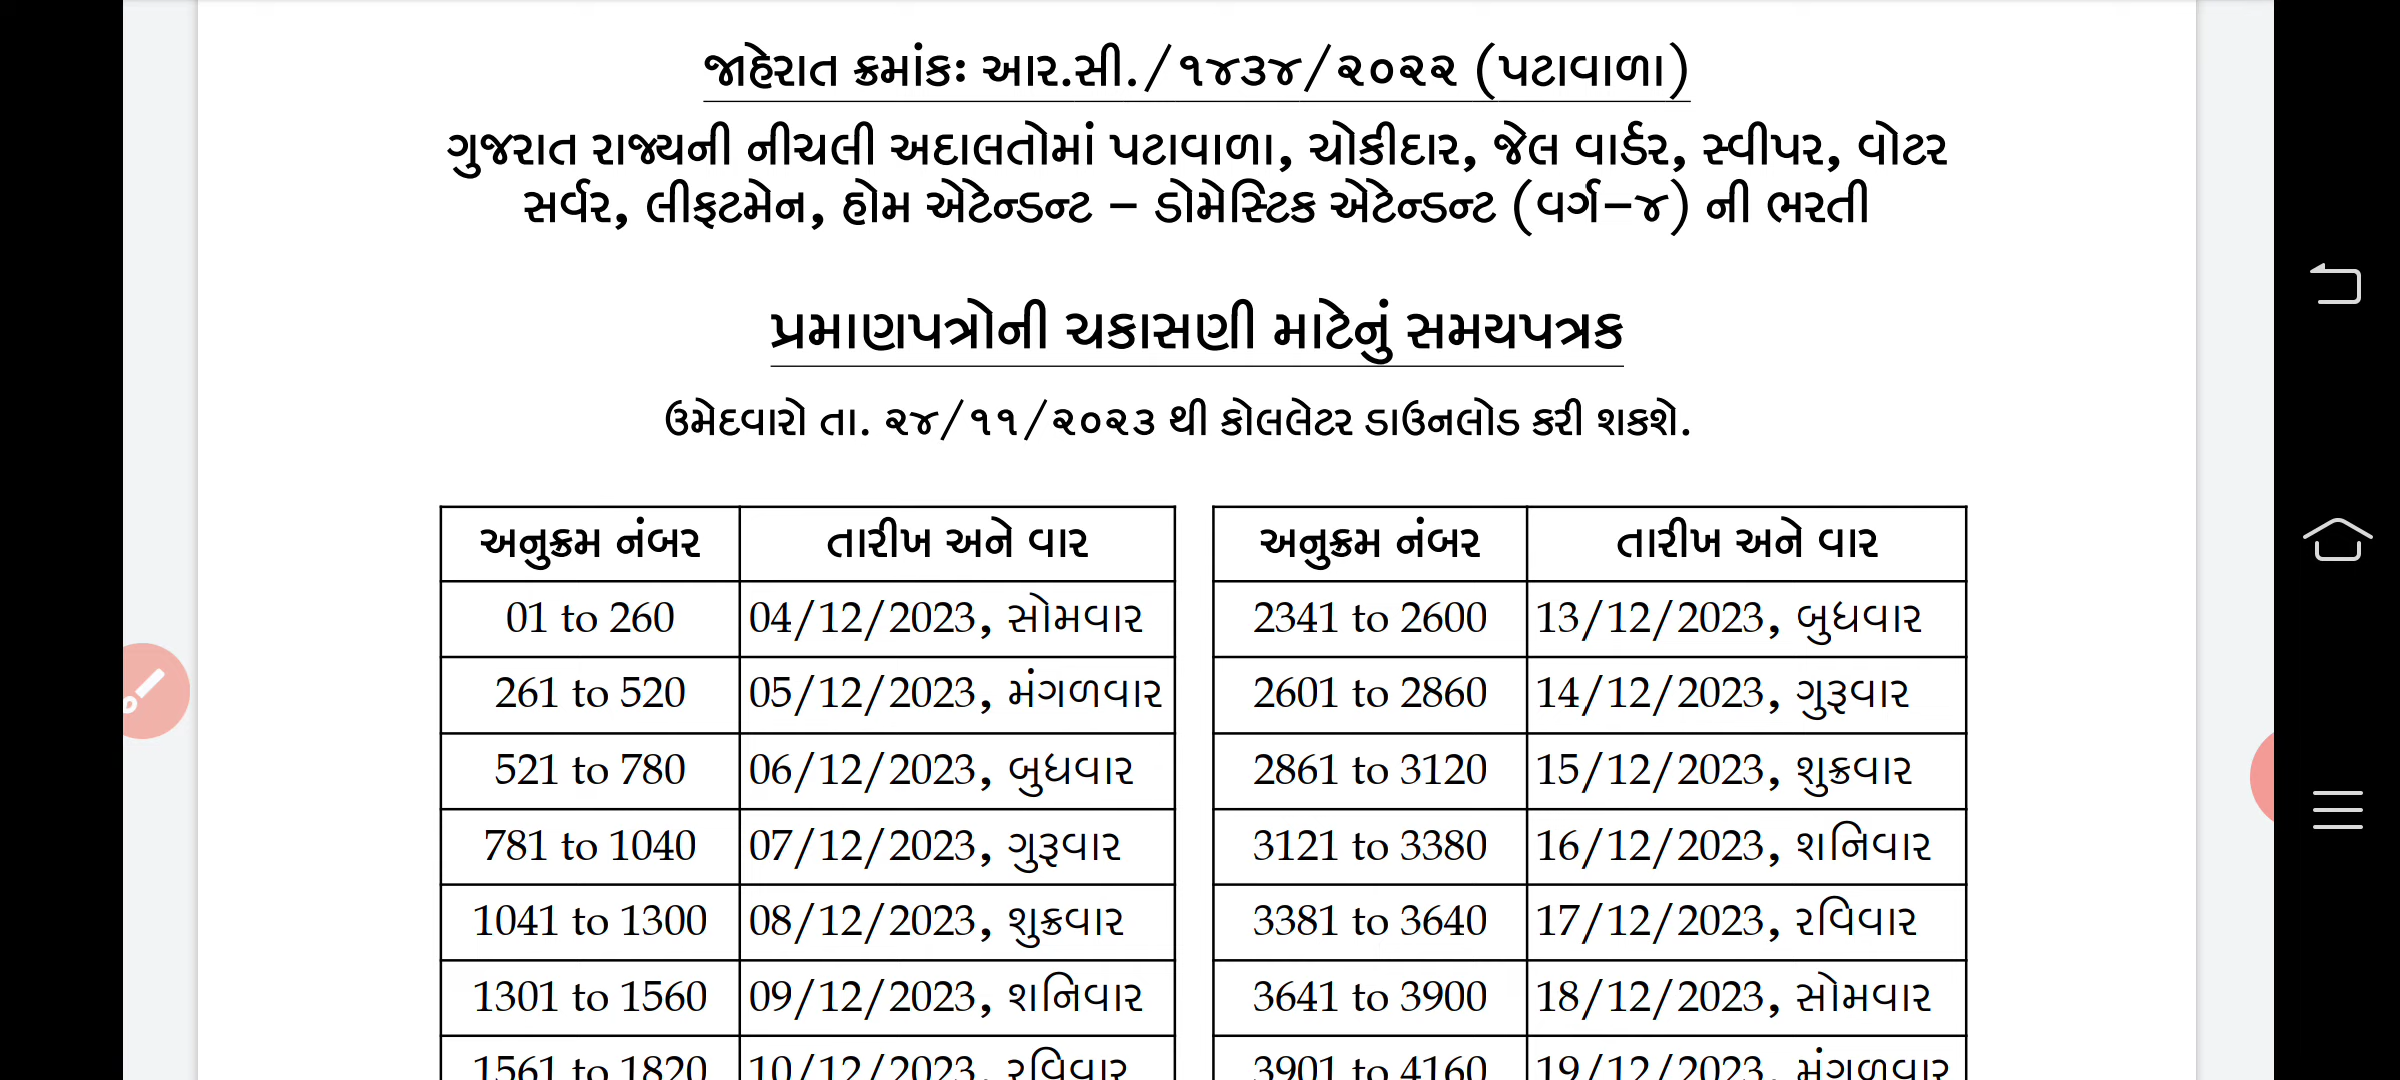 જાહેરાત ક્રમાંકઃ આર.સી./૧૪૩૪/૨૦૨૨ (પટાવાળા)
ગુજરાત રાજ્યની નીચલી અદાલતોમાં પટાવાળા, ચોકીદાર, જેલ વાર્ડર, સ્વીપર, વોટર
સર્વર, લીફ્ટમેન, હોમ એટેન્ડન્ટ – ડોમેસ્ટિક એટેન્ડન્ટ (વર્ગ–૪) ની ભરતી
પ્રમાણપત્રોની ચકાસણી માટેનું સમયપત્રક
ઉમેદવારો તા. ૨૪/૧૧/૨૦૨૩ થી કોલલેટર ડાઉનલોડ કરી શકશે.
અનુક્રમ નંબર તારીખ અને વાર અનુક્રમ નંબર તારીખ અને વાર
01 to 260 04/12/2023, સોમવાર 2341 to 2600 13/12/2023, બુધવાર
261 to 520 05/12/2023, મંગળવાર 2601 to 2860 14/12/2023, ગુરૂવાર
521 to 780 06/12/2023, બુધવાર 2861 to 3120 15/12/2023, શુક્રવાર
781 to 1040 07/12/2023, ગુરૂવાર 3121 to 3380 16/12/2023, શનિવાર
1041 to 1300 08/12/2023, શુક્રવાર 3381 to 3640 17/12/2023, રવિવાર
1301 to 1560 09/12/2023, શનિવાર 3641 to 3900 18/12/2023, સોમવાર
1561 to 1820 10/12/2023, રવિવાર 3901 to 4160 19/12/2023, મંગળવાર